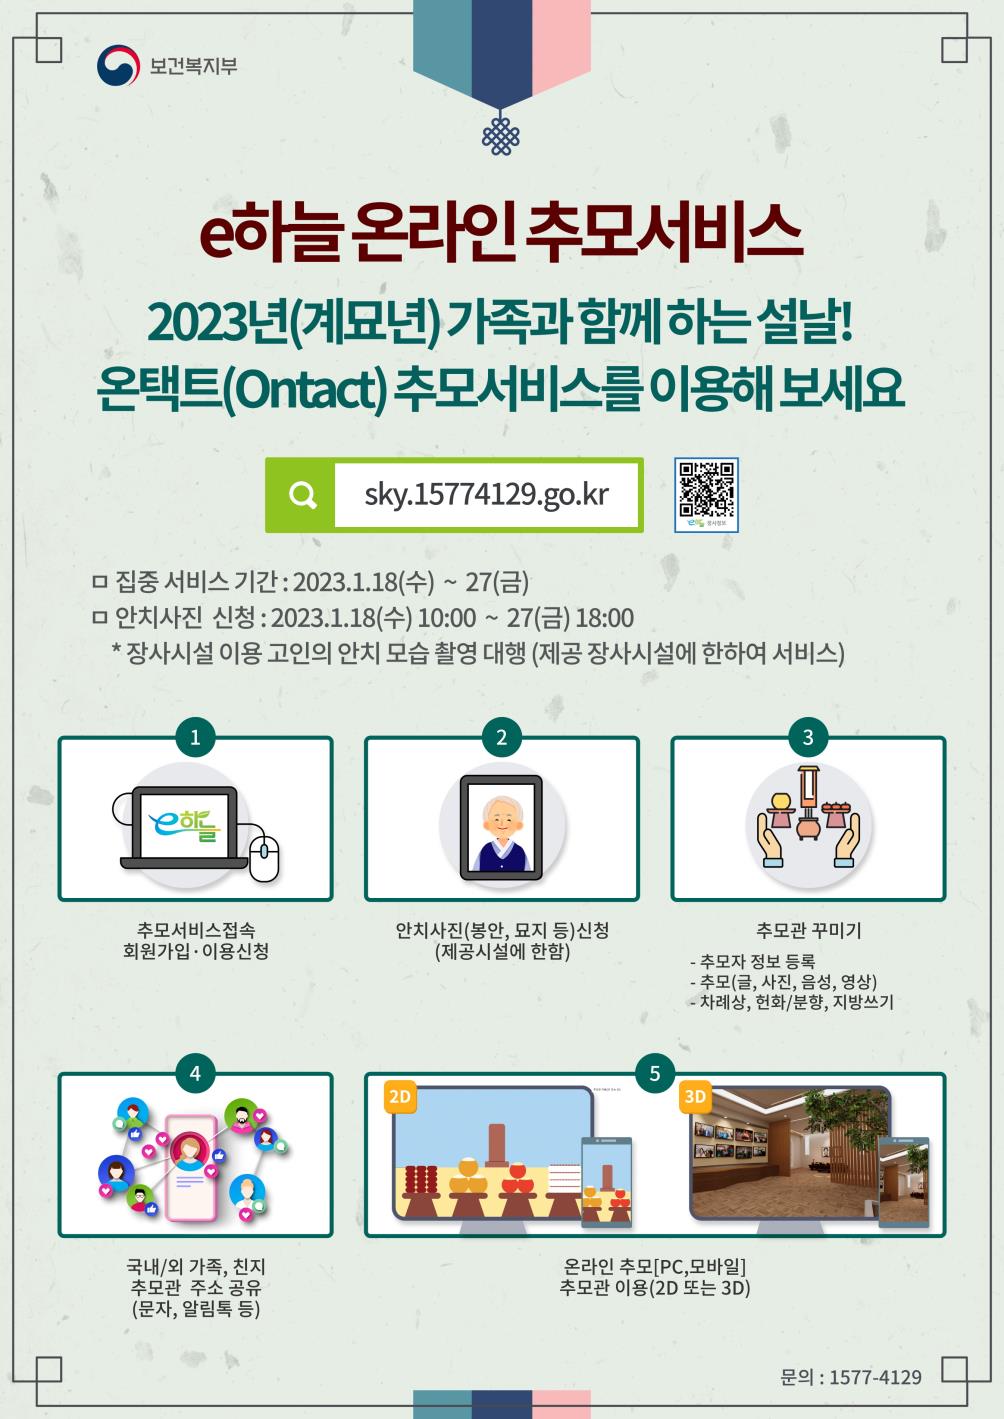 보건복지부
e하늘 온라인 추모서비스
2023년(계묘년) 가족과 함께 하는 설날!
온택트(Ontact) 추모서비스를 이용해 보세요
sky.15774129.go.kr
e하늘 장사정보
ㅁ 집중 서비스 기간 : 2023.1.18(수) ~ 27(금)
ㅁ 안치사진 신청 : 2023.1.18(수) 10:00 ~ 27(금) 18:00
* 장사시설 이용 고인의 안치 모습 촬영 대행 (제공 장사시설에 한하여 서비스)
1
e하늘
추모서비스접속
회원가입·이용신청
2
안치사진(봉안, 묘지 등)신청
(제공시설에 한함)
3
추모관 꾸미기
- 추모자 정보 등록
- 추모(글, 사진, 음성, 영상)
- 차례상, 헌화/분향, 지방쓰기
4
국내/외 가족, 친지
추모관 주소 공유
(문자, 알림톡 등)
5
2D
3D
온라인 추모[PC,모바일]
추모관 이용(2D 또는 3D)
문의 : 1577-4129